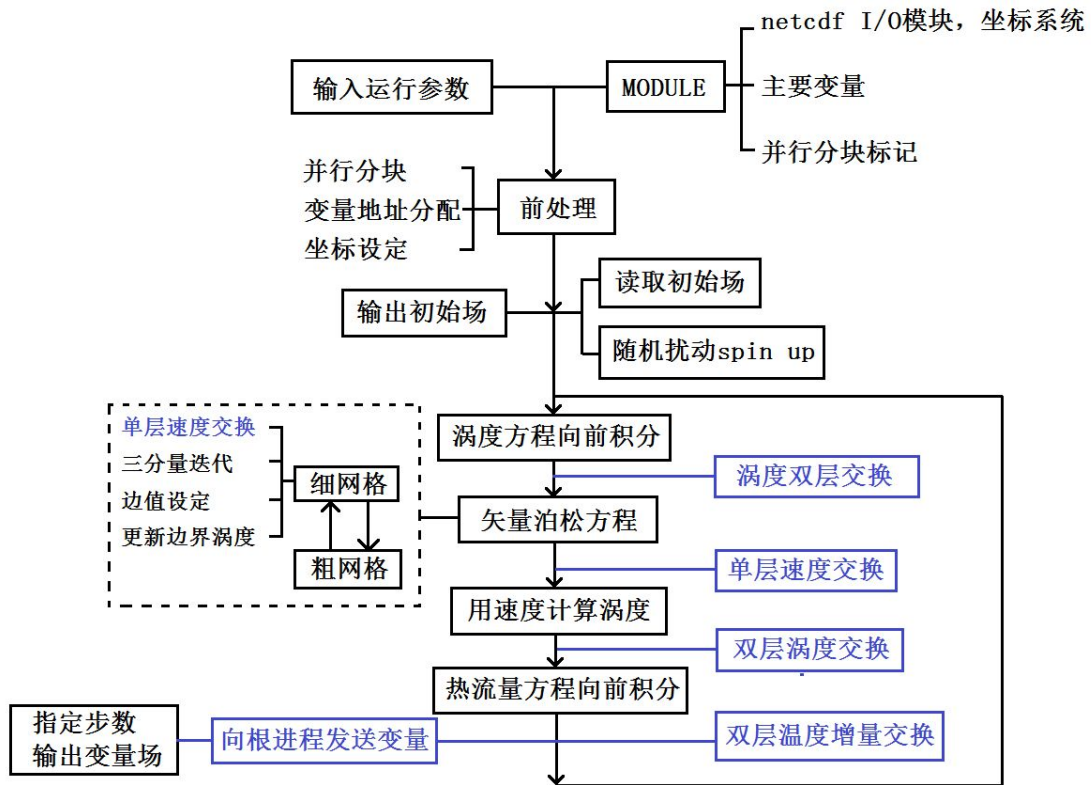 netcdf I/O模块，坐标系统
输入运行参数
MODULE
主要变量
并行分块标记
并行分块
变量地址分配
坐标设定
前处理
读取初始场
输出初始场
随机扰动spin up
单层速度交换
三分量迭代
边值设定
更新边界涡度
细网格
粗网格
涡度方程向前积分
涡度双层交换
矢量泊松方程
单层速度交换
用速度计算涡度
双层涡度交换
热流量方程向前积分
指定步数
输出变量场
向根进程发送变量
双层温度增量交换